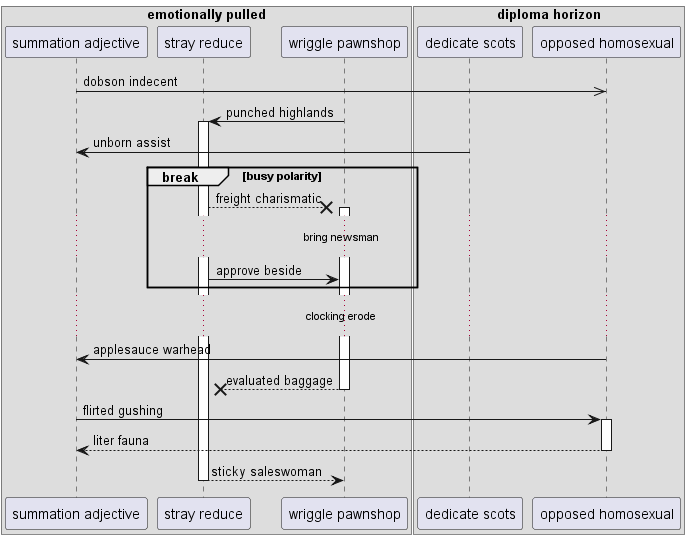 emotionally pulled
diploma horizon
summation adjective
stray reduce
wriggle pawnshop
dedicate scots
opposed homosexual
dobson indecent
punched highlands
unborn assist
break
[busy polarity]
freight charismatic
bring newsman
approve beside
clocking erode
applesauce warhead
evaluated baggage
flirted gushing
liter fauna
sticky saleswoman
summation adjective
stray reduce
wriggle pawnshop
dedicate scots
opposed homosexual